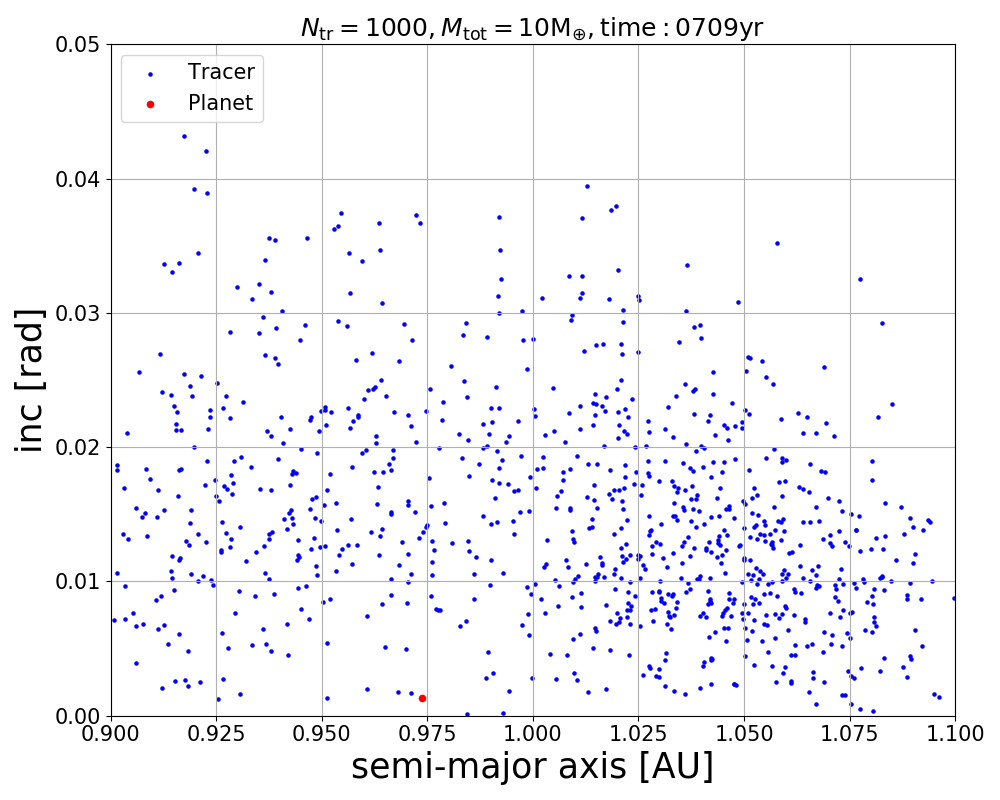 N_tr = 1000, M_tot = 10M_⊕, time : 0709yr
Tracer
Planet
0.05
0.04
0.03
0.02
0.01
0.00
inc [rad]
0.900 0.925 0.950 0.975 1.000 1.025 1.050 1.075 1.100
semi-major axis [AU]